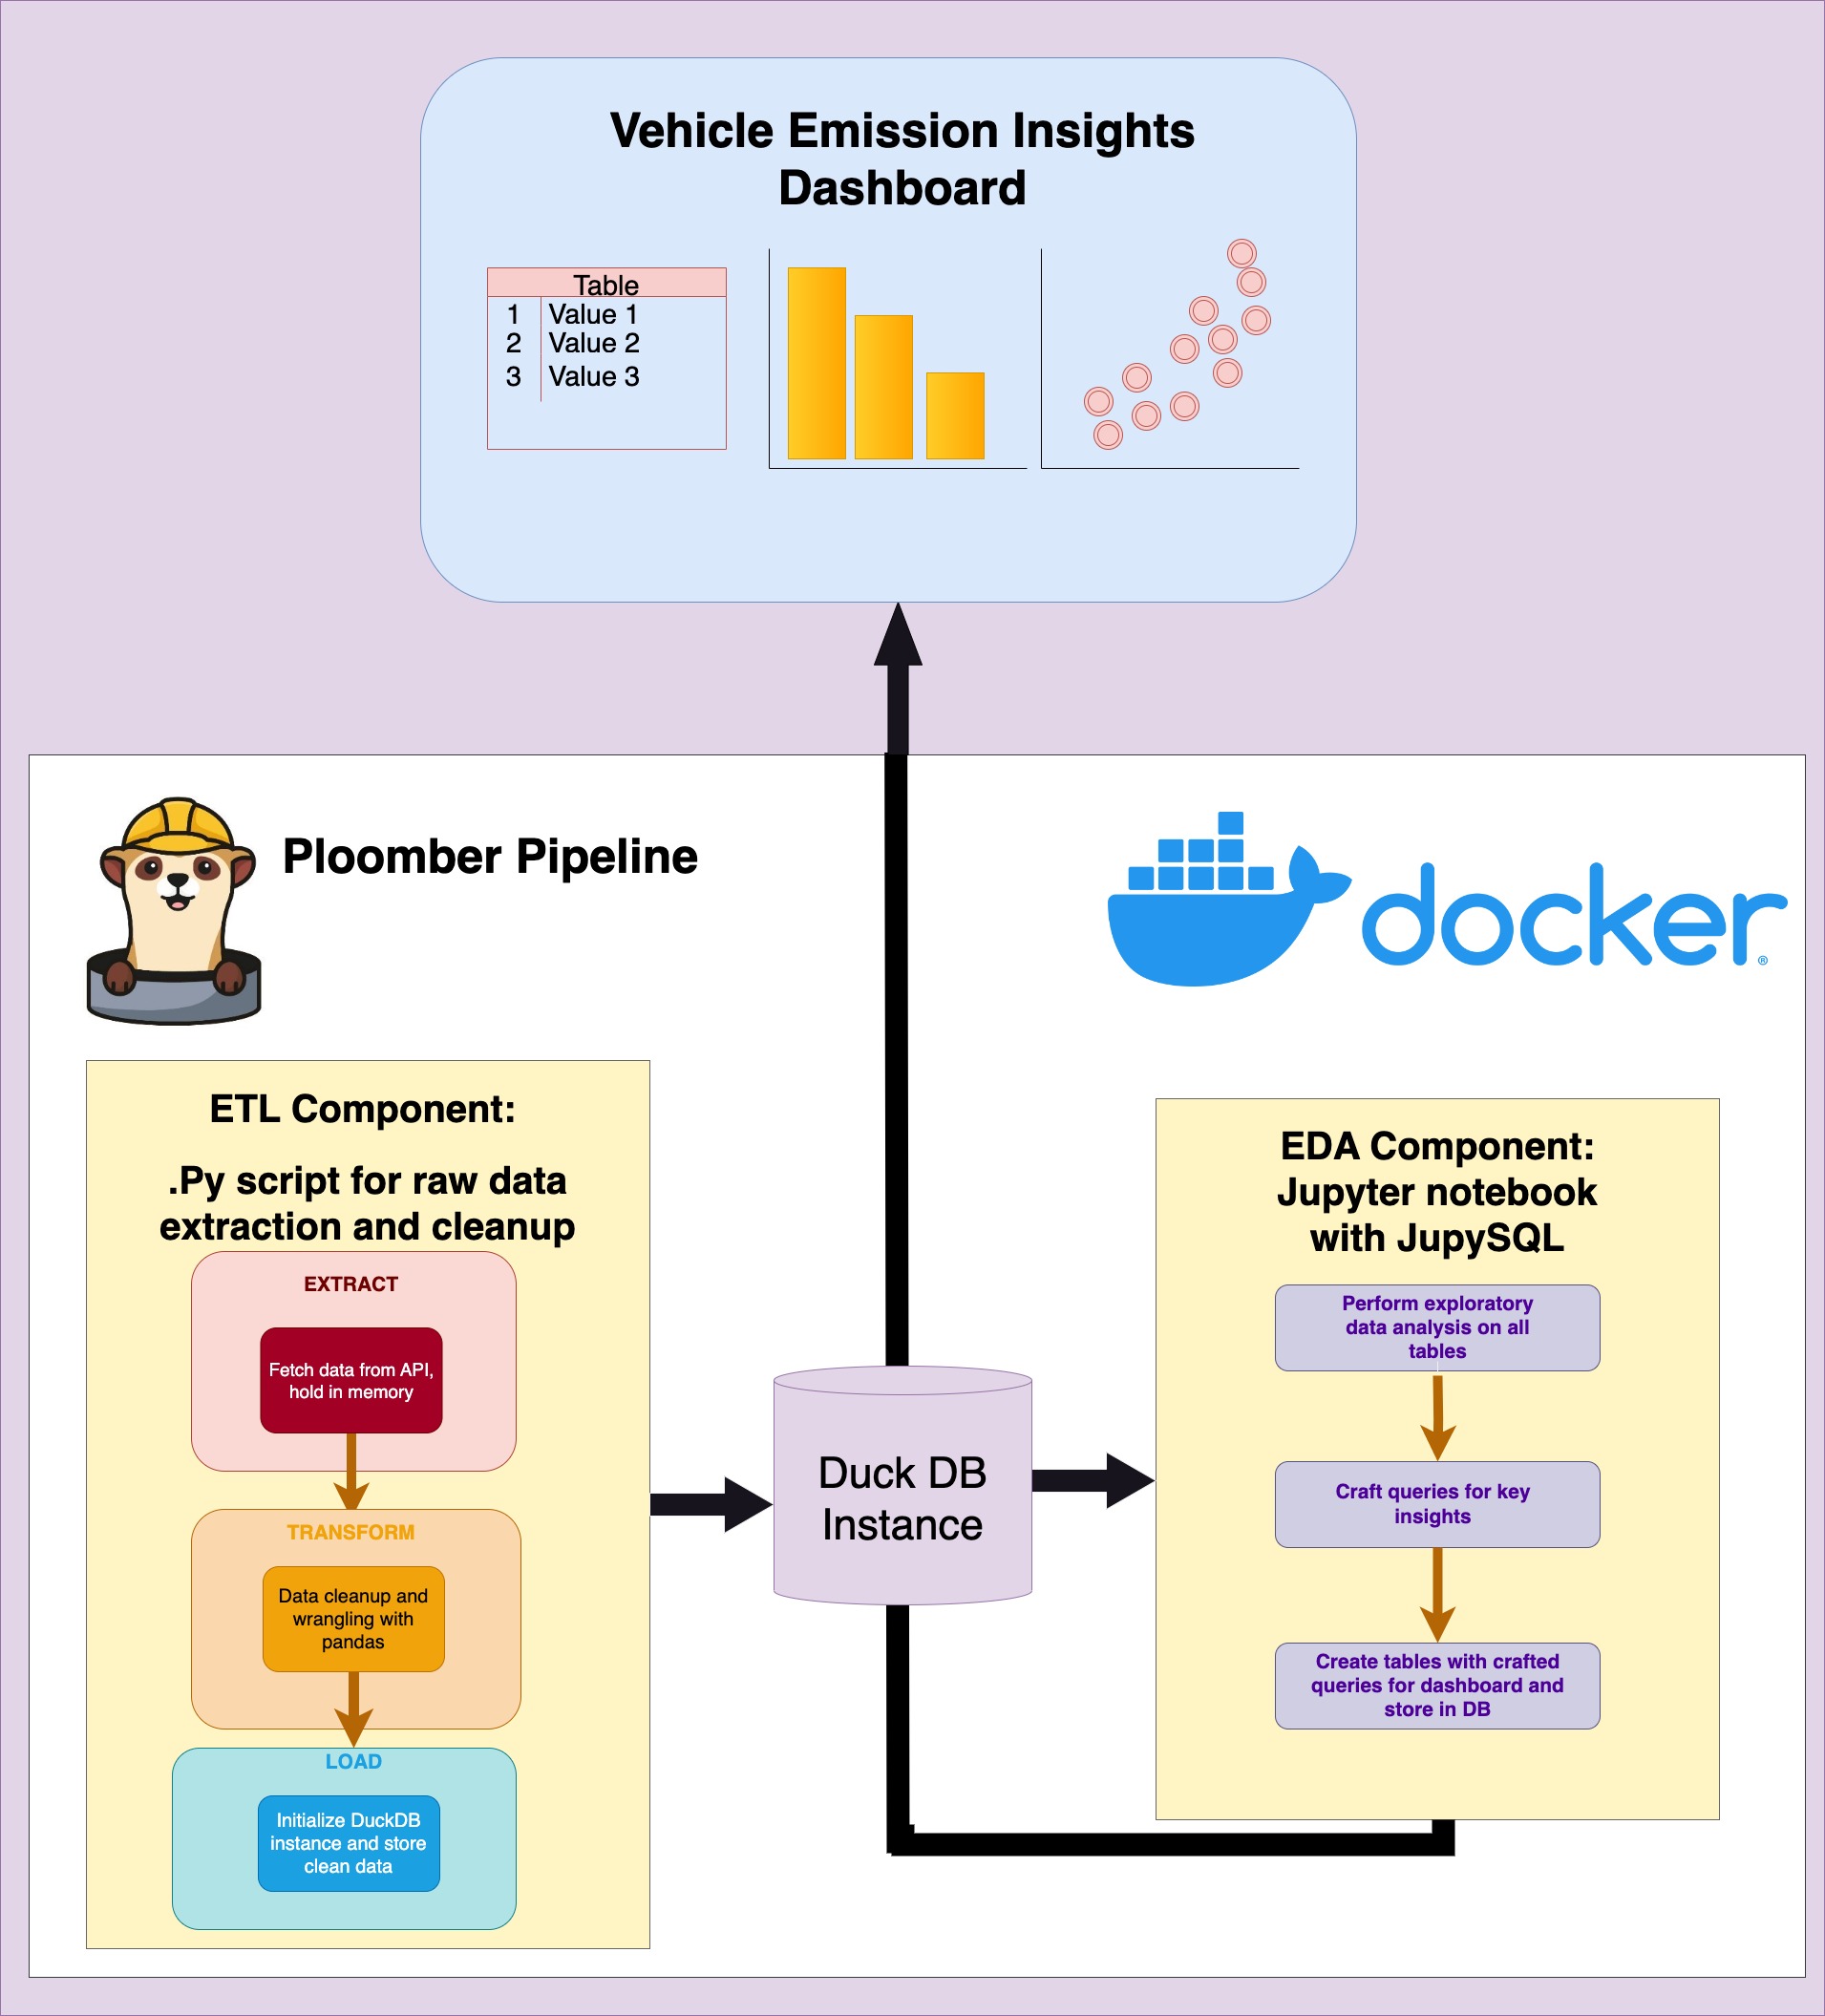 Vehicle Emission Insights
Dashboard
Table
1 Value 1
2 Value 2
3 Value 3
Ploomber Pipeline
docker®
ETL Component:
.Py script for raw data
extraction and cleanup
EXTRACT
Fetch data from API,
hold in memory
TRANSFORM
Data cleanup and
wrangling with
pandas
LOAD
Initialize DuckDB
instance and store
clean data
Duck DB
Instance
EDA Component:
Jupyter notebook
with JupySQL
Perform exploratory
data analysis on all
tables
Craft queries for key
insights
Create tables with crafted
queries for dashboard and
store in DB